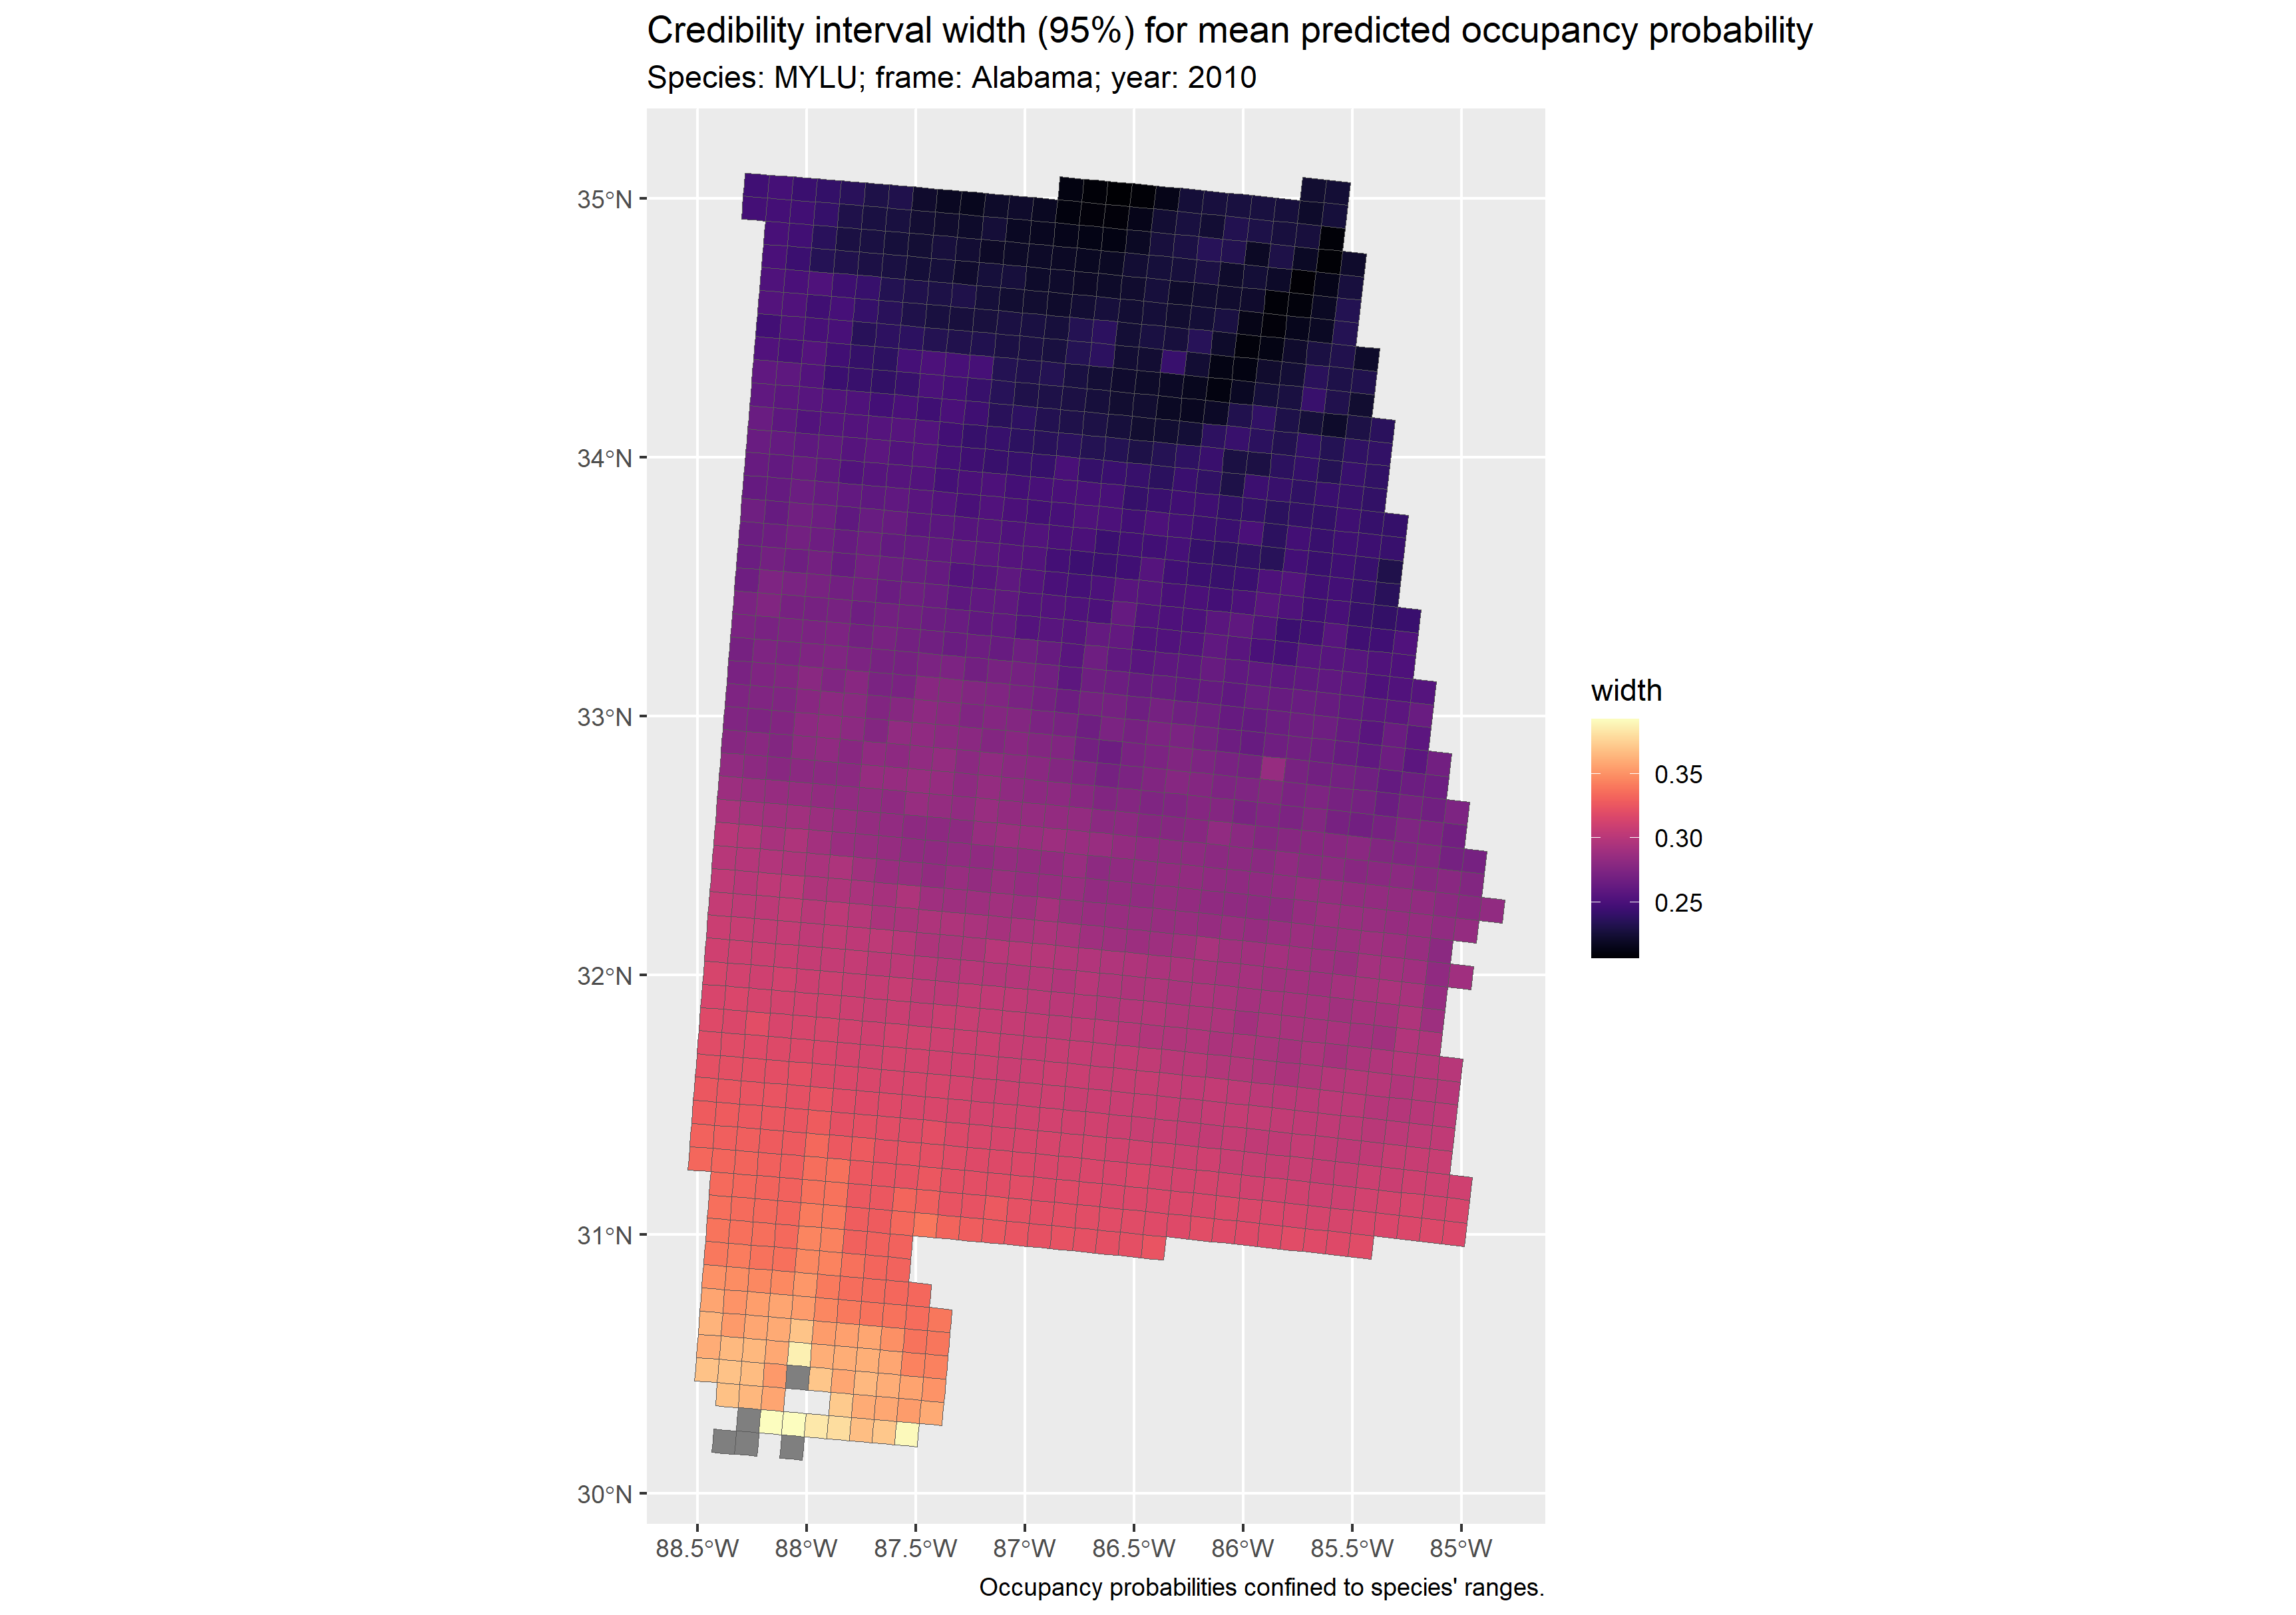 Credibility interval width (95%) for mean predicted occupancy probability
Species: MYLU; frame: Alabama; year: 2010
35°N
34°N
33°N
32°N
31°N
30°N
88.5°W 88°W 87.5°W 87°W 86.5°W 86°W 85.5°W 85°W
width
0.35
0.30
0.25
Occupancy probabilities confined to species' ranges.